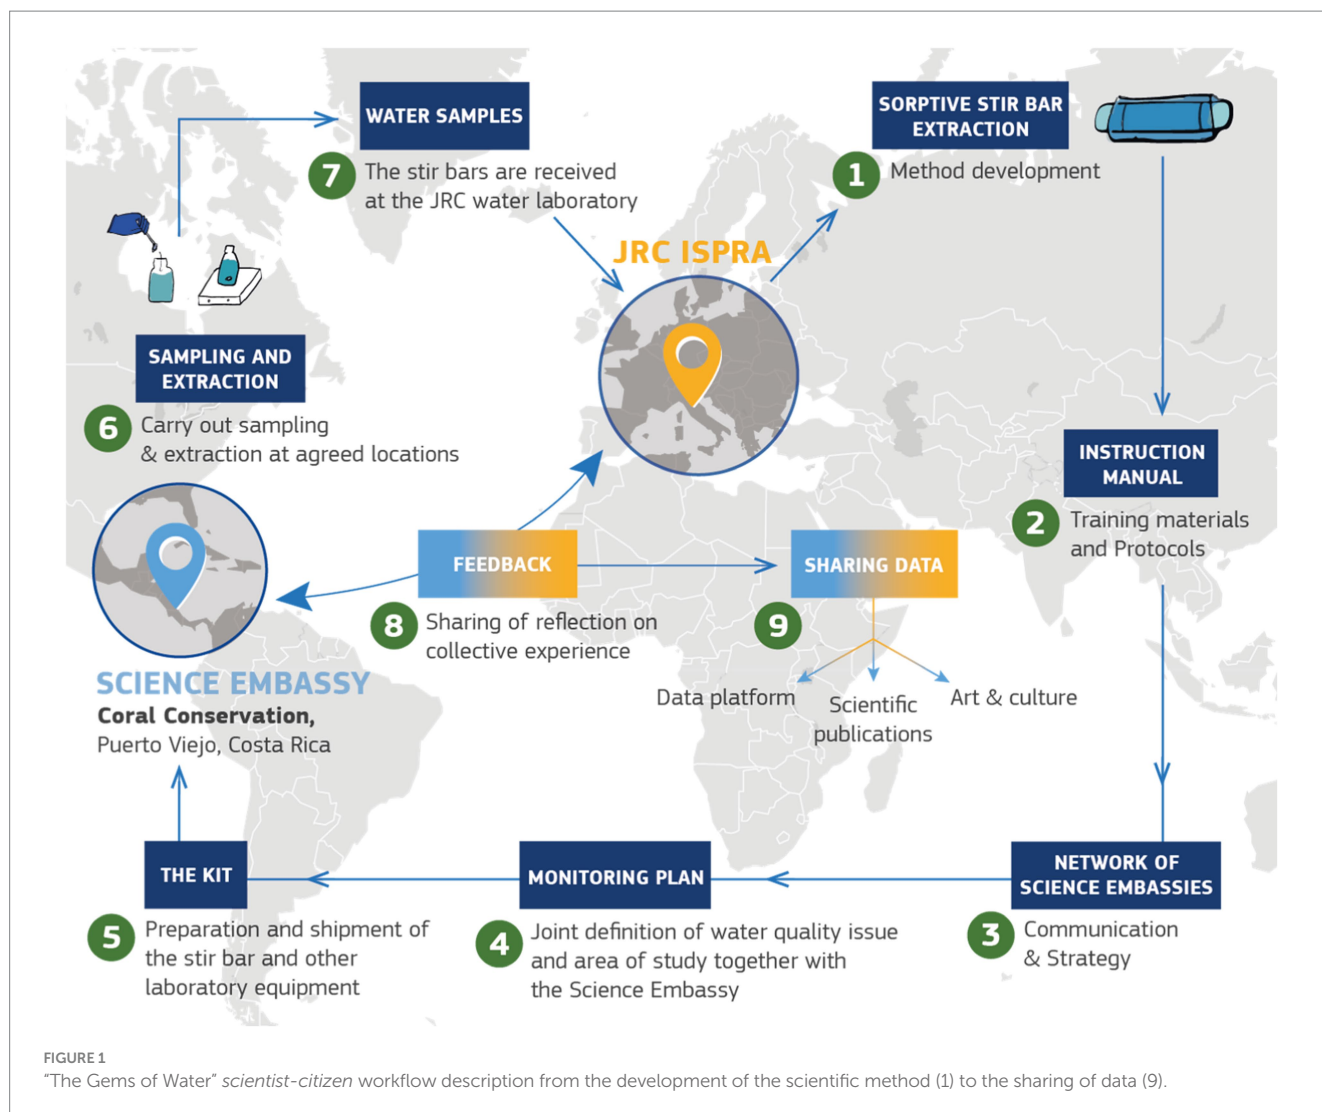 WATER SAMPLES
7
The stir bars are received
at the JRC water laboratory
SORPTIVE STIR BAR
EXTRACTION
1
Method development
JRC ISPRA
SAMPLING AND
EXTRACTION
6
Carry out sampling
& extraction at agreed locations
INSTRUCTION
MANUAL
2
Training materials
and Protocols
FEEDBACK
8
Sharing of reflection on
collective experience
SHARING DATA
9
Data platform
Scientific
publications
Art & culture
SCIENCE EMBASSY
Coral Conservation,
Puerto Viejo, Costa Rica
THE KIT
5
Preparation and shipment of
the stir bar and other
laboratory equipment
MONITORING PLAN
4
Joint definition of water quality issue
and area of study together with
the Science Embassy
NETWORK OF
SCIENCE EMBASSIES
3
Communication
& Strategy
FIGURE 1
“The Gems of Water” scientist-citizen workflow description from the development of the scientific method (1) to the sharing of data (9).